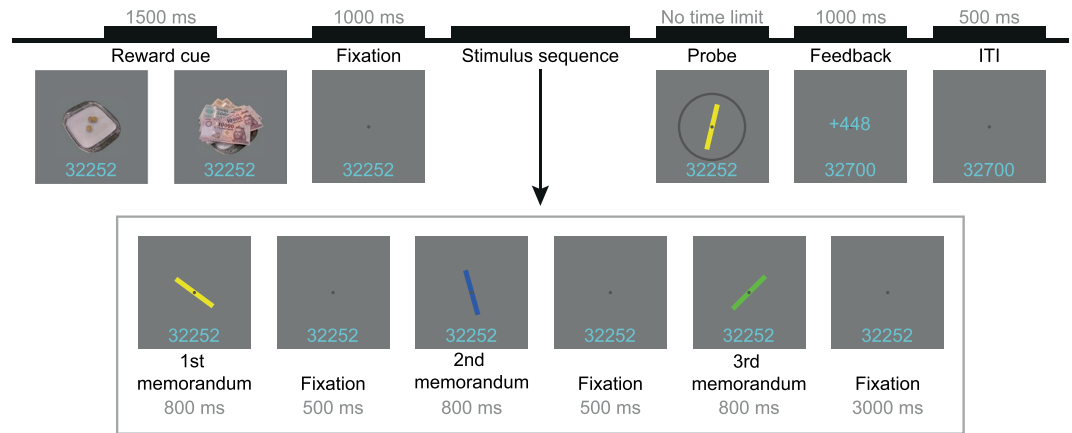 1500 ms 1000 ms No time limit 1000 ms 500 ms
Reward cue Fixation Stimulus sequence Probe Feedback ITI
+448
32252 32252 32252 32252 32700 32700
32252 32252 32252 32252 32252 32252
1st 2nd 3rd
memorandum Fixation memorandum Fixation memorandum Fixation
800 ms 500 ms 800 ms 500 ms 800 ms 3000 ms